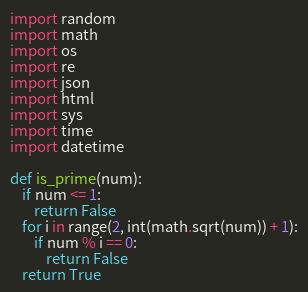 import random
import math
import os
import re
import json
import html
import sys
import time
import datetime

def is_prime(num):
    if num <= 1:
        return False
    for i in range(2, int(math.sqrt(num)) + 1):
        if num % i == 0:
            return False
    return True